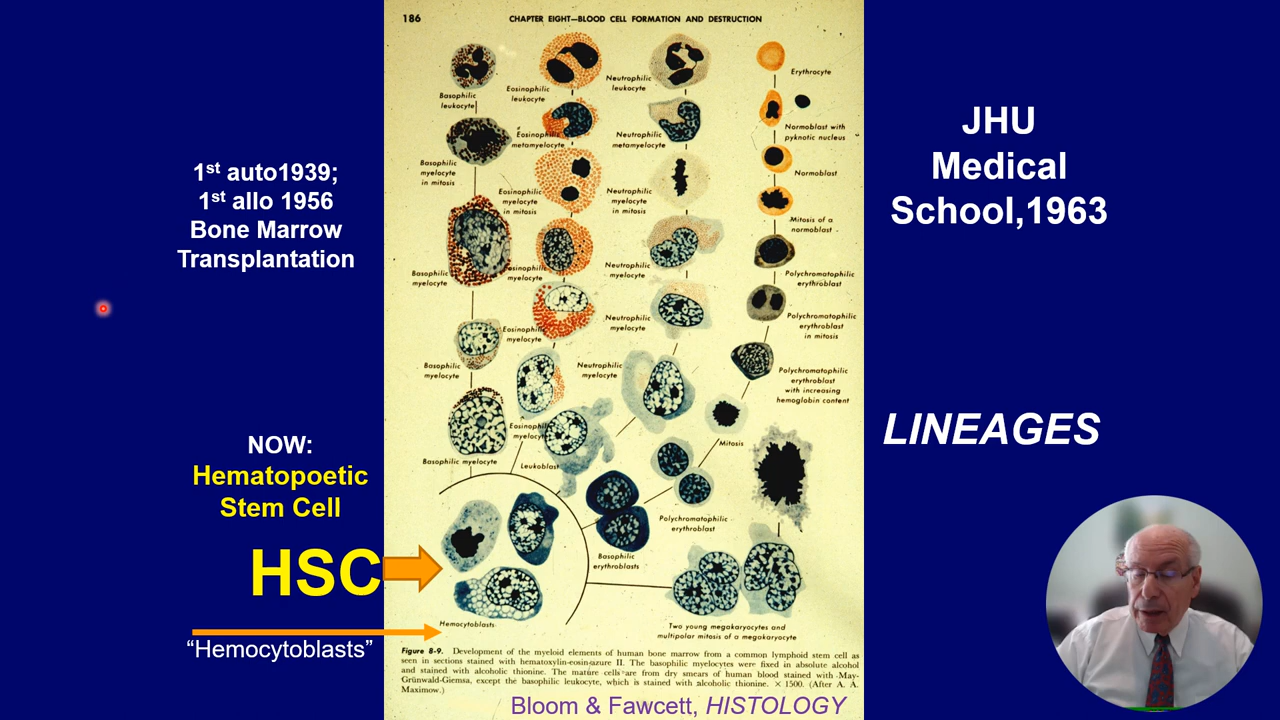 186
CHAPTER EIGHT—BLOOD CELL FORMATION AND DESTRUCTION
1st auto1939;
1st allo 1956
Bone Marrow
Transplantation
NOW:
Hematopoetic
Stem Cell
HSC
“Hemocytoblasts”
Basophilic
leukocyte
Basophilic
myelocyte
in mitosis
Basophilic
myelocyte
Basophilic
myelocyte
Basophilic myelocyte
Eosinophilic
leukocyte
Eosinophilic
metamyelocyte
Eosinophilic
myelocyte
in mitosis
Eosinophilic
myelocyte
Eosinophilic
myelocyte
Eosinophilic
myelocyte
Leukoblast
Neutrophilic
leukocyte
Neutrophilic
metamyelocyte
Neutrophilic
myelocyte
in mitosis
Neutrophilic
myelocyte
Neutrophilic
myelocyte
Neutrophilic
myelocyte
Erythrocyte
Normoblast with
pyknotic nucleus
Normoblast
Mitosis of a
normoblast
Polychromatophilic
erythroblast
Polychromatophilic
erythroblast
in mitosis
Polychromatophilic
erythroblast
with increasing
hemoglobin content
Mitosis
Polychromatophilic
erythroblast
Basophilic
erythroblasts
Hemocytoblasts
Two young megakaryocytes and
multipolar mitosis of a megakaryocyte
Figure 8-9. Development of the myeloid elements of human bone marrow from a common lymphoid stem cell as
seen in sections stained with hematoxylin-eosin-azure II. The basophilic myelocytes were fixed in absolute alcohol
and stained with alcoholic thionine. The mature cells are from dry smears of human blood stained with May-
Grünwald-Giemsa, except the basophilic leukocyte, which is stained with alcoholic thionine. × 1500. (After A. A.
Maximow.)
Bloom & Fawcett, HISTOLOGY
JHU
Medical
School,1963
LINEAGES